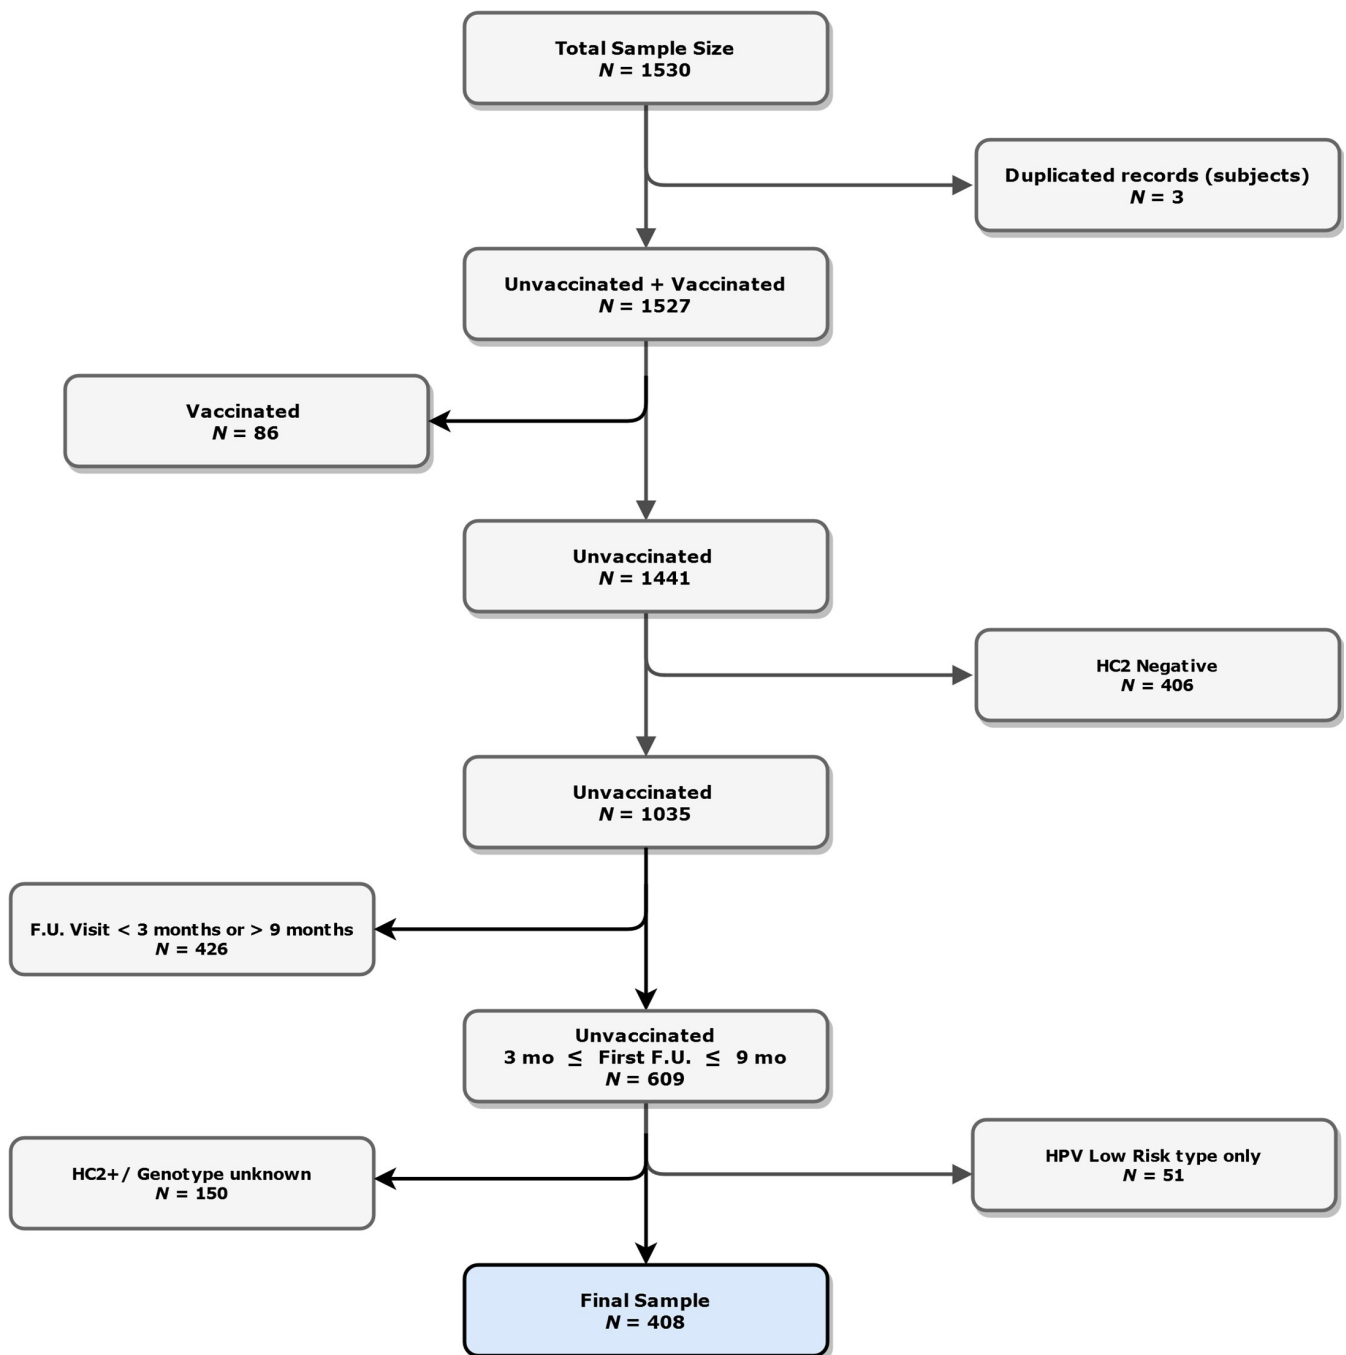 Total Sample Size
N = 1530
Duplicated records (subjects)
N = 3
Unvaccinated + Vaccinated
N = 1527
Vaccinated
N = 86
Unvaccinated
N = 1441
HC2 Negative
N = 406
Unvaccinated
N = 1035
F.U. Visit < 3 months or > 9 months
N = 426
Unvaccinated
3 mo ≤ First F.U. ≤ 9 mo
N = 609
HC2+/ Genotype unknown
N = 150
HPV Low Risk type only
N = 51
Final Sample
N = 408